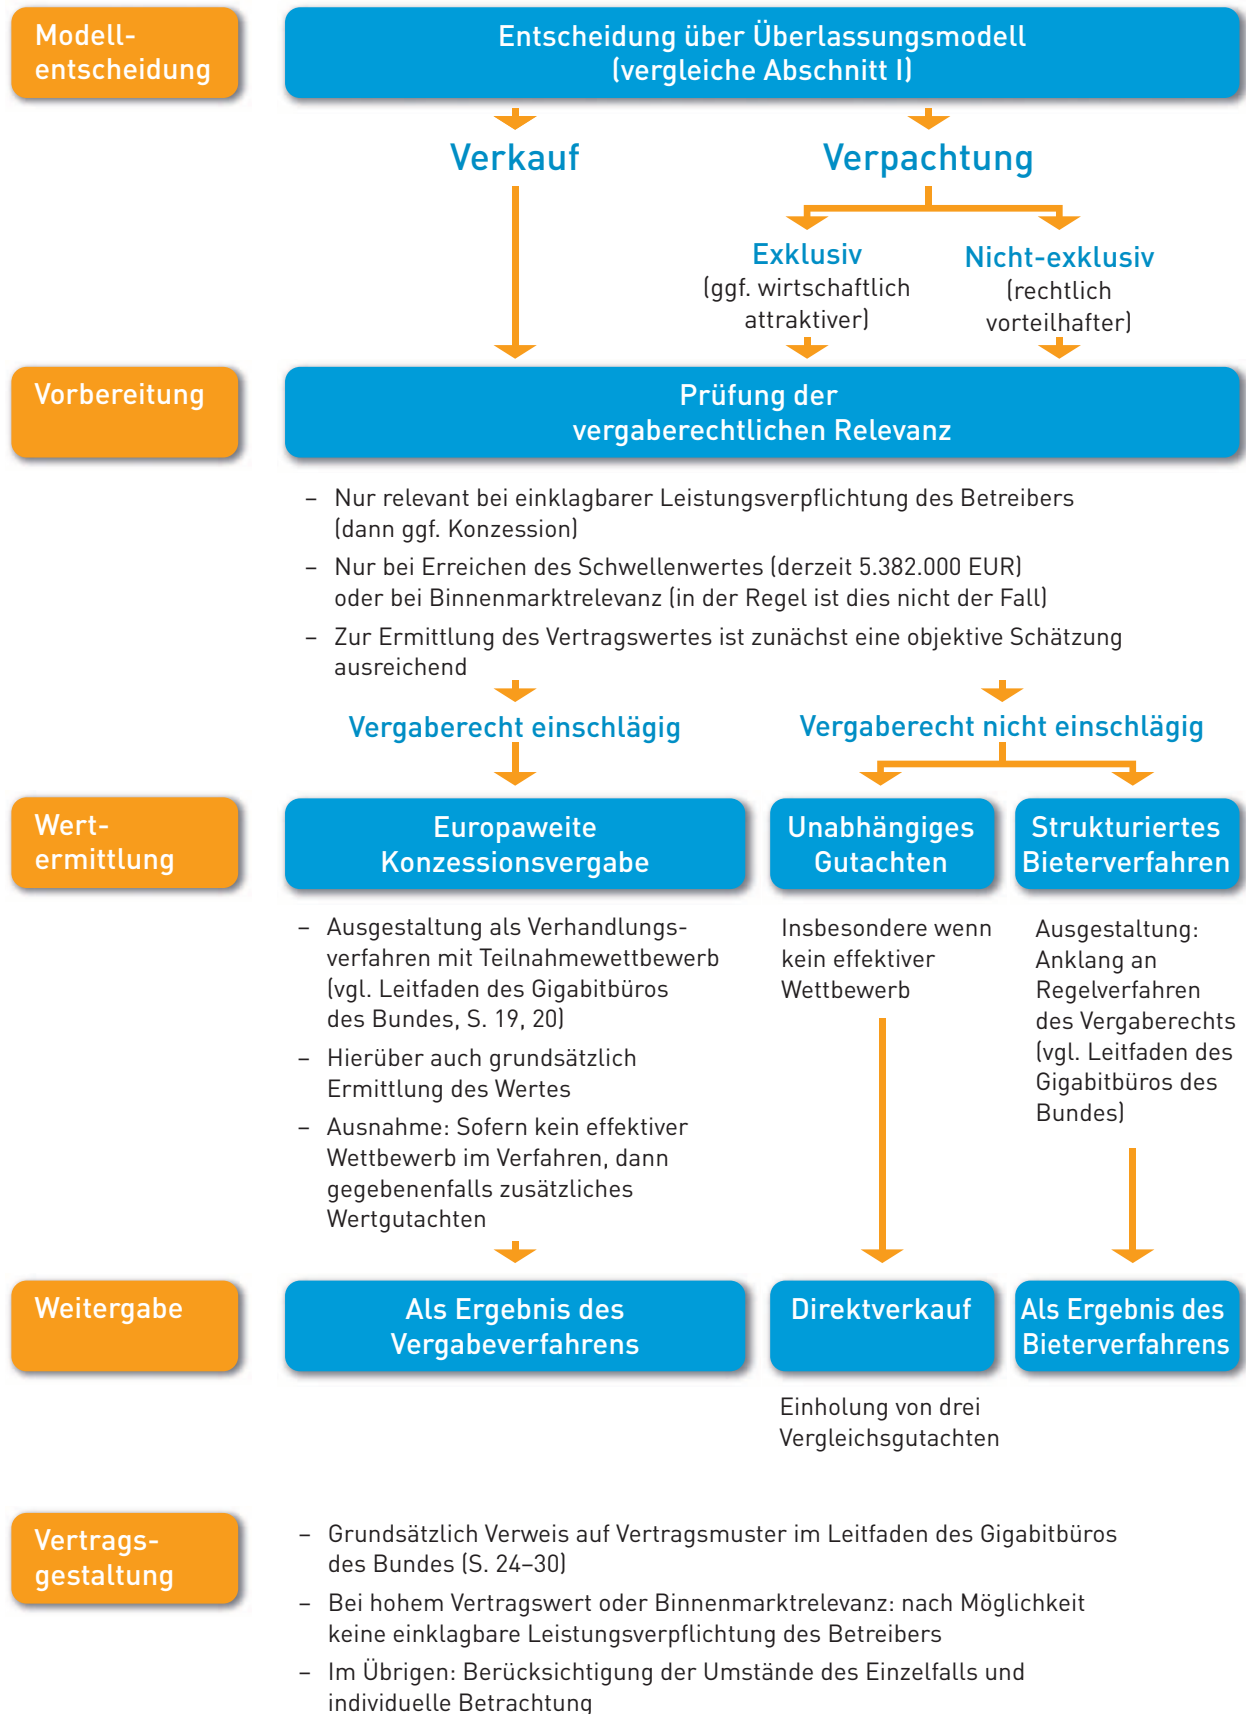 Modell-
entscheidung
Entscheidung über Überlassungsmodell
(vergleiche Abschnitt I)
Verkauf
Verpachtung
Exklusiv
(ggf. wirtschaftlich
attraktiver)
Nicht-exklusiv
(rechtlich
vorteilhafter)
Vorbereitung
Prüfung der
vergaberechtlichen Relevanz
– Nur relevant bei einklagbarer Leistungsverpflichtung des Betreibers
(dann ggf. Konzession)
– Nur bei Erreichen des Schwellenwertes (derzeit 5.382.000 EUR)
oder bei Binnenmarktrelevanz (in der Regel ist dies nicht der Fall)
– Zur Ermittlung des Vertragswertes ist zunächst eine objektive Schätzung
ausreichend
Vergaberecht einschlägig
Vergaberecht nicht einschlägig
Wert-
ermittlung
Europaweite
Konzessionsvergabe
– Ausgestaltung als Verhandlungs-
verfahren mit Teilnahmewettbewerb
(vgl. Leitfaden des Gigabitbüros
des Bundes, S. 19, 20)
– Hierüber auch grundsätzlich
Ermittlung des Wertes
– Ausnahme: Sofern kein effektiver
Wettbewerb im Verfahren, dann
gegebenenfalls zusätzliches
Wertgutachten
Unabhängiges
Gutachten
Insbesondere wenn
kein effektiver
Wettbewerb
Strukturiertes
Bieterverfahren
Ausgestaltung:
Anklang an
Regelverfahren
des Vergaberechts
(vgl. Leitfaden des
Gigabitbüros des
Bundes)
Weitergabe
Als Ergebnis des
Vergabeverfahrens
Direktverkauf
Einholung von drei
Vergleichsgutachten
Als Ergebnis des
Bieterverfahrens
Vertrags-
gestaltung
– Grundsätzlich Verweis auf Vertragsmuster im Leitfaden des Gigabitbüros
des Bundes (S. 24–30)
– Bei hohem Vertragswert oder Binnenmarktrelevanz: nach Möglichkeit
keine einklagbare Leistungsverpflichtung des Betreibers
– Im Übrigen: Berücksichtigung der Umstände des Einzelfalls und
individuelle Betrachtung